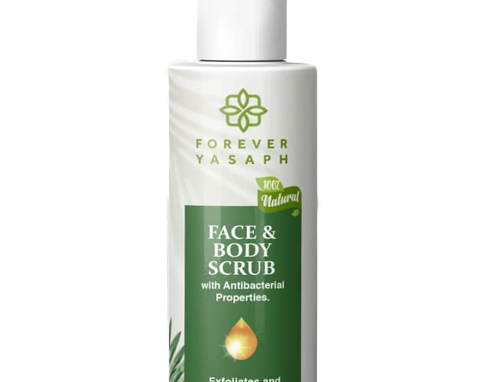 FOREVER
YASAPH
100%
Natural
FACE &
BODY
SCRUB
with Antibacterial
Properties.
Exfoliates and